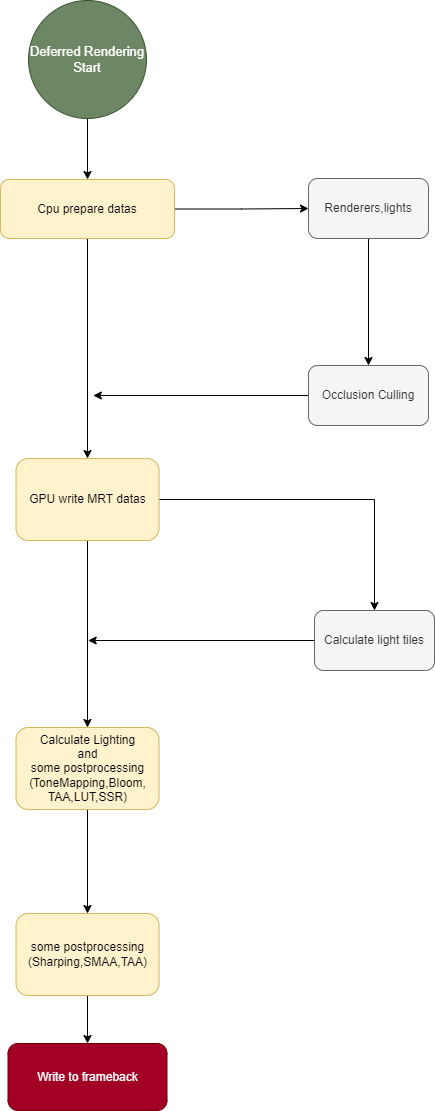 Deferred Rendering
Start
Cpu prepare datas
Renderers,lights
Occlusion Culling
GPU write MRT datas
Calculate light tiles
Calculate Lighting
and
some postprocessing
(ToneMapping,Bloom,
TAA,LUT,SSR)
some postprocessing
(Sharping,SMAA,TAA)
Write to frameback